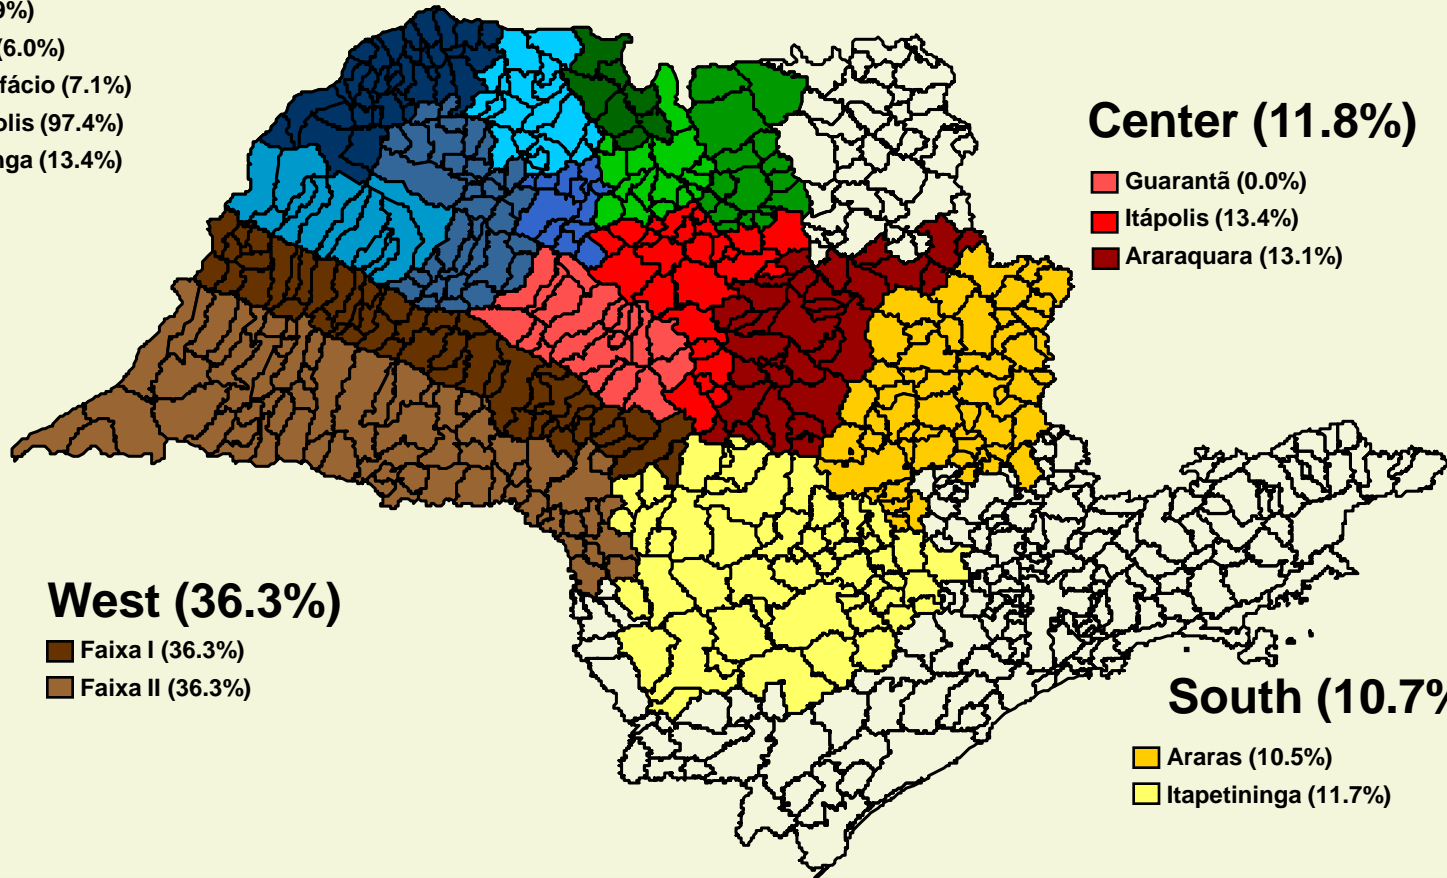 9%)
(6.0%)
fácio (7.1%)
olis (97.4%)
nga (13.4%)
Center (11.8%)
Guarantã (0.0%)
Itápolis (13.4%)
Araraquara (13.1%)
West (36.3%)
Faixa I (36.3%)
Faixa II (36.3%)
South (10.7%
Araras (10.5%)
Itapetininga (11.7%)